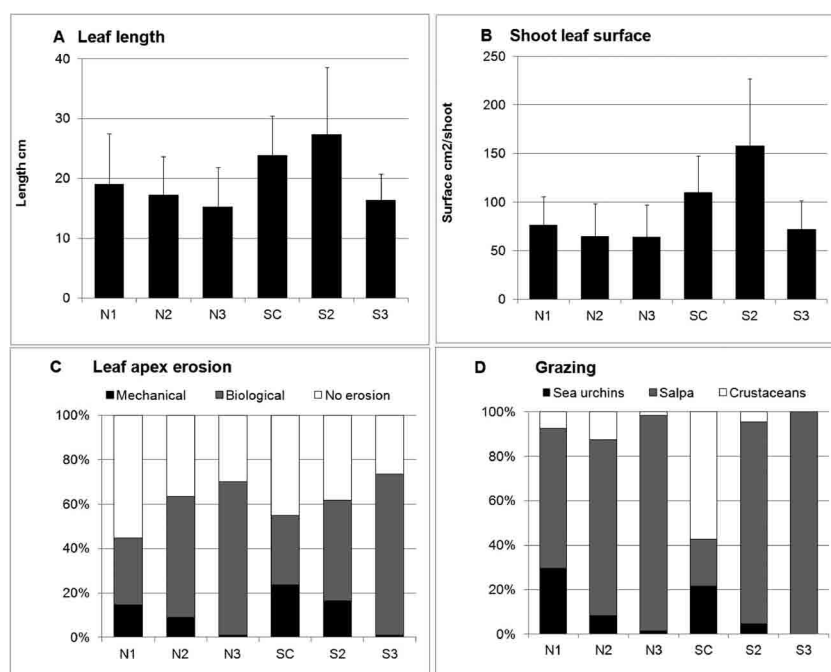 A Leaf length
40
30
20
10
0
Length cm
N1 N2 N3 SC S2 S3
B Shoot leaf surface
250
200
150
100
50
0
Surface cm2/shoot
N1 N2 N3 SC S2 S3
C Leaf apex erosion
Mechanical Biological No erosion
100%
80%
60%
40%
20%
0%
N1 N2 N3 SC S2 S3
D Grazing
Sea urchins Salpa Crustaceans
100%
80%
60%
40%
20%
0%
N1 N2 N3 SC S2 S3